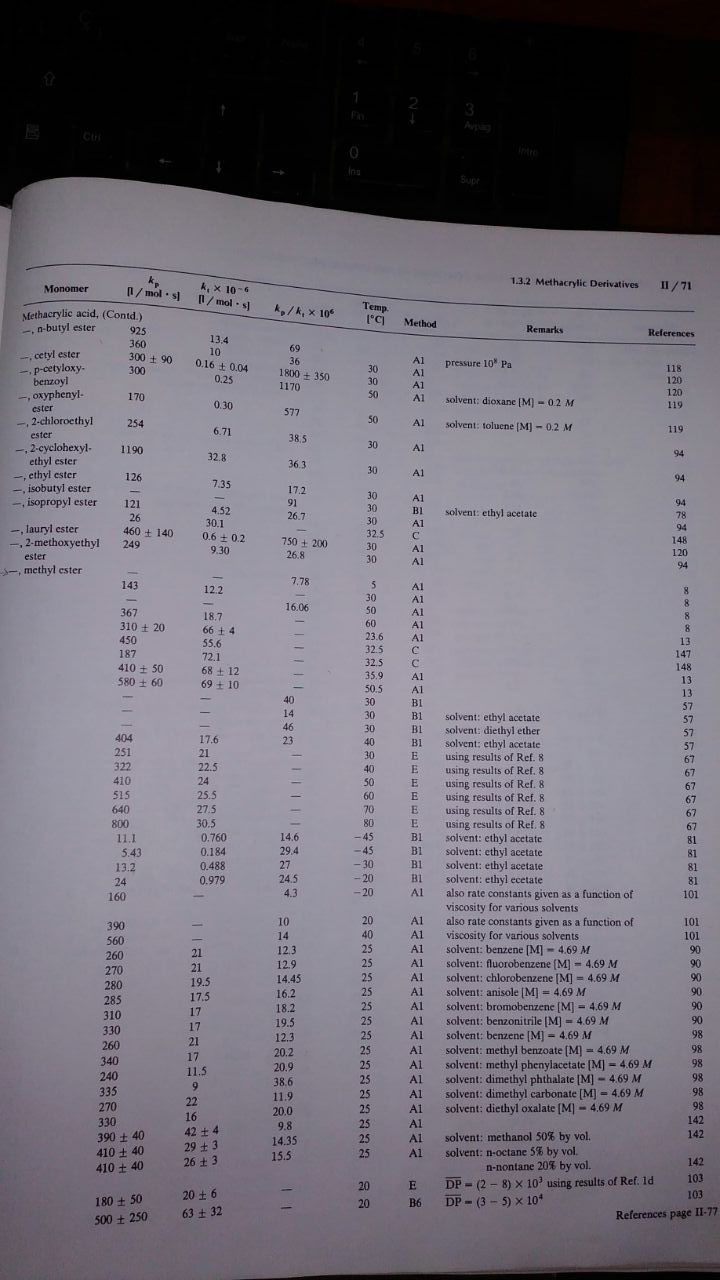 4 5 6
1 Fin
2
3 Avpag
Ctrl
0 Ins
Supr
Intro
1.3.2 Methacrylic Derivatives II / 71
Monomer kp [l / mol · s] kt × 10⁻⁶ [l / mol · s] kp / kt × 10⁶ Temp. [°C] Method Remarks References
Methacrylic acid, (Contd.)
—, n-butyl ester 925 13.4 69 A1 pressure 10⁸ Pa 118
360 10 36 30 A1 120
—, cetyl ester 300 ± 90 0.16 ± 0.04 1800 ± 350 30 A1 120
—, p-cetyloxy- 300 0.25 1170 50 A1 solvent: dioxane [M] = 0.2 M 119
benzoyl
—, oxyphenyl- 170 0.30 577 50 A1 solvent: toluene [M] = 0.2 M 119
ester
—, 2-chloroethyl 254 6.71 38.5 30 A1 94
ester
—, 2-cyclohexyl- 1190 32.8 36.3 30 A1 94
ethyl ester
—, ethyl ester 126 7.35 17.2 30 A1 94
—, isobutyl ester — — 91 30 B1 solvent: ethyl acetate 78
—, isopropyl ester 121 4.52 26.7 30 A1 94
26 30.1 — 32.5 C 148
—, lauryl ester 460 ± 140 0.6 ± 0.2 750 ± 200 30 A1 120
—, 2-methoxyethyl 249 9.30 26.8 30 A1 94
ester
—, methyl ester — — 7.78 5 A1 8
143 12.2 — 30 A1 8
— — 16.06 50 A1 8
367 18.7 — 60 A1 8
310 ± 20 66 ± 4 — 23.6 A1 13
450 55.6 — 32.5 C 147
187 72.1 — 32.5 C 148
410 ± 50 68 ± 12 — 35.9 A1 13
580 ± 60 69 ± 10 — 50.5 A1 13
— — 40 30 B1 57
— — 14 30 B1 solvent: ethyl acetate 57
— — 46 30 B1 solvent: diethyl ether 57
404 17.6 23 40 B1 solvent: ethyl acetate 57
251 21 — 30 E using results of Ref. 8 67
322 22.5 — 40 E using results of Ref. 8 67
410 24 — 50 E using results of Ref. 8 67
515 25.5 — 60 E using results of Ref. 8 67
640 27.5 — 70 E using results of Ref. 8 67
800 30.5 — 80 E using results of Ref. 8 67
11.1 0.760 14.6 −45 B1 solvent: ethyl acetate 81
5.43 0.184 29.4 −45 B1 solvent: ethyl acetate 81
13.2 0.488 27 −30 B1 solvent: ethyl acetate 81
24 0.979 24.5 −20 B1 solvent: ethyl ecetate 81
160 — 4.3 −20 A1 also rate constants given as a function of 101
viscosity for various solvents
390 — 10 20 A1 also rate constants given as a function of 101
560 — 14 40 A1 viscosity for various solvents 101
260 21 12.3 25 A1 solvent: benzene [M] = 4.69 M 90
270 21 12.9 25 A1 solvent: fluorobenzene [M] = 4.69 M 90
280 19.5 14.45 25 A1 solvent: chlorobenzene [M] = 4.69 M 90
285 17.5 16.2 25 A1 solvent: anisole [M] = 4.69 M 90
310 17 18.2 25 A1 solvent: bromobenzene [M] = 4.69 M 90
330 17 19.5 25 A1 solvent: benzonitrile [M] = 4.69 M 90
260 21 12.3 25 A1 solvent: benzene [M] = 4.69 M 98
340 17 20.2 25 A1 solvent: methyl benzoate [M] = 4.69 M 98
240 11.5 20.9 25 A1 solvent: methyl phenylacetate [M] = 4.69 M 98
335 9 38.6 25 A1 solvent: dimethyl phthalate [M] = 4.69 M 98
270 22 11.9 25 A1 solvent: dimethyl carbonate [M] = 4.69 M 98
330 16 20.0 25 A1 solvent: diethyl oxalate [M] = 4.69 M 98
390 ± 40 42 ± 4 9.8 25 A1 142
410 ± 40 29 ± 3 14.35 25 A1 solvent: methanol 50% by vol. 142
410 ± 40 26 ± 3 15.5 25 A1 solvent: n-octane 5% by vol.
n-nontane 20% by vol. 142
180 ± 50 20 ± 6 — 20 E DP = (2 − 8) × 10³ using results of Ref. 1d 103
500 ± 250 63 ± 32 — 20 B6 DP = (3 − 5) × 10⁴ 103
References page II-77